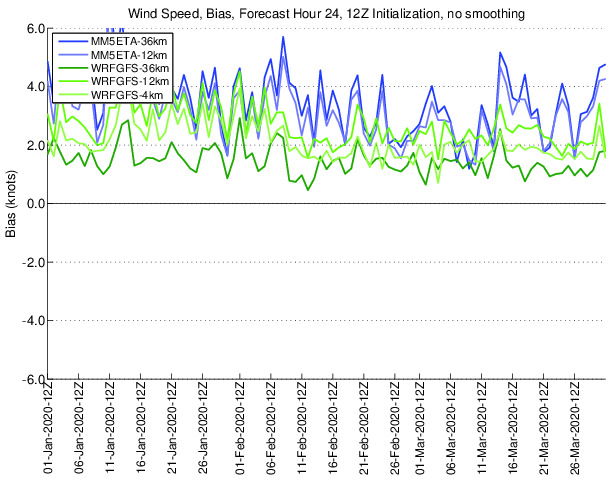 Wind Speed, Bias, Forecast Hour 24, 12Z Initialization, no smoothing
6.0
4.0
2.0
0.0
-2.0
-4.0
-6.0
Bias (knots)
MM5ETA-36km
MM5ETA-12km
WRFGFS-36km
WRFGFS-12km
WRFGFS-4km
01-Jan-2020-12Z
06-Jan-2020-12Z
11-Jan-2020-12Z
16-Jan-2020-12Z
21-Jan-2020-12Z
26-Jan-2020-12Z
01-Feb-2020-12Z
06-Feb-2020-12Z
11-Feb-2020-12Z
16-Feb-2020-12Z
21-Feb-2020-12Z
26-Feb-2020-12Z
01-Mar-2020-12Z
06-Mar-2020-12Z
11-Mar-2020-12Z
16-Mar-2020-12Z
21-Mar-2020-12Z
26-Mar-2020-12Z